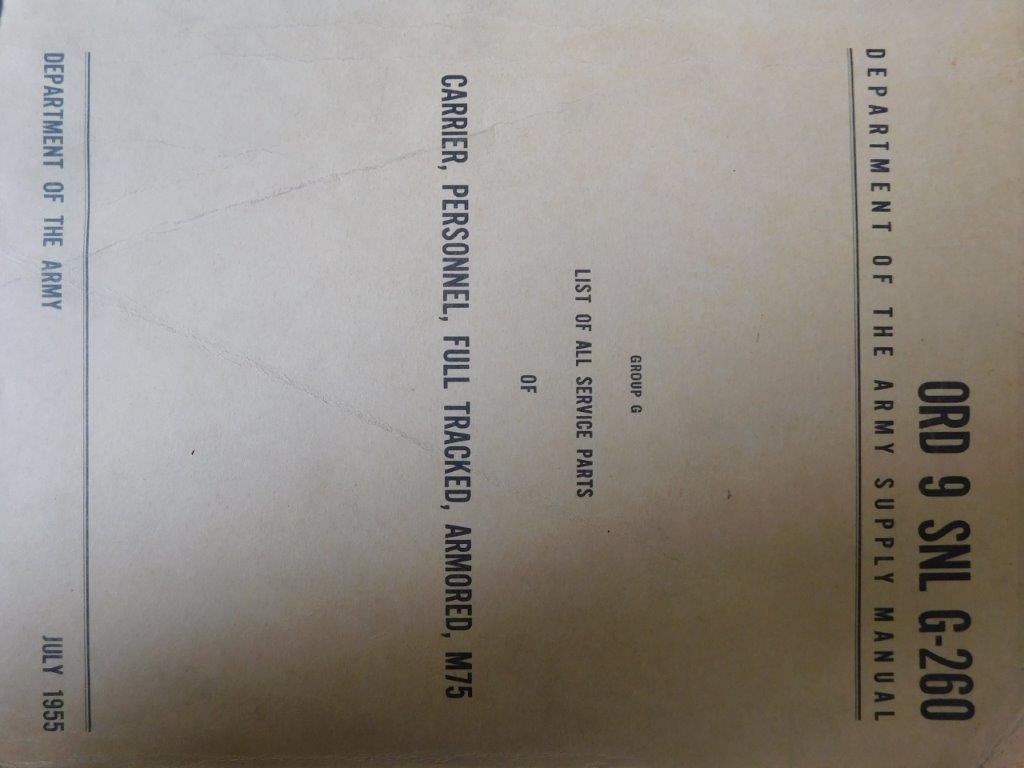 ORD 9 SNL G-260
DEPARTMENT OF THE ARMY SUPPLY MANUAL
GROUP G
LIST OF ALL SERVICE PARTS
OF
CARRIER, PERSONNEL, FULL TRACKED, ARMORED, M75
DEPARTMENT OF THE ARMY JULY 1955